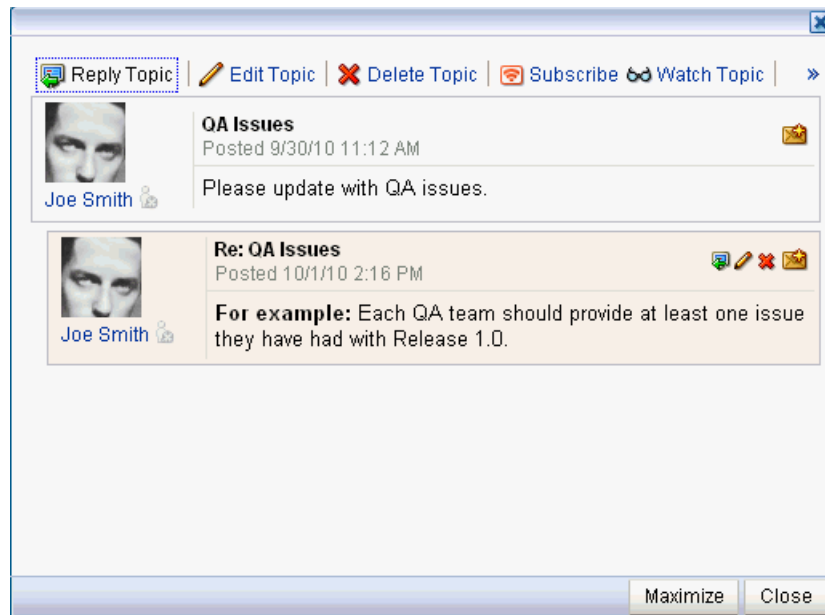 Reply Topic Edit Topic Delete Topic Subscribe Watch Topic »
QA Issues
Posted 9/30/10 11:12 AM
Please update with QA issues.
Joe Smith
Re: QA Issues
Posted 10/1/10 2:16 PM
For example: Each QA team should provide at least one issue
they have had with Release 1.0.
Joe Smith
Maximize Close